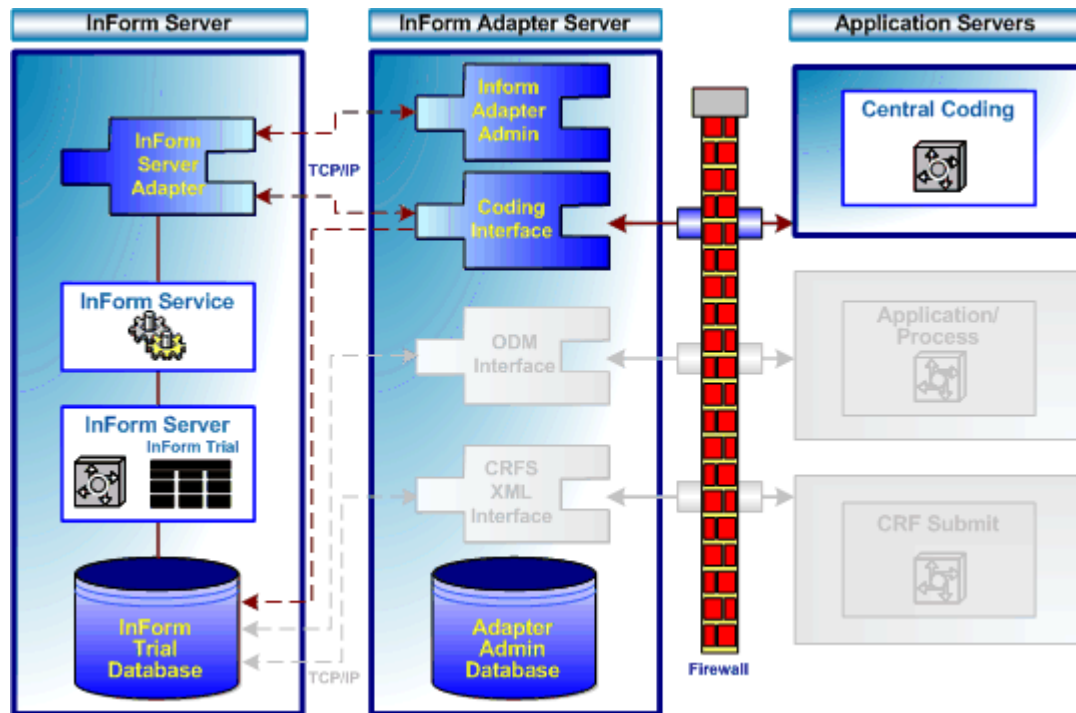 InForm Server
InForm Adapter Server
Application Servers
InForm
Server
Adapter
TCP/IP
InForm Service
InForm Server
InForm Trial
InForm
Trial
Database
TCP/IP
Inform
Adapter
Admin
Coding
Interface
ODM
Interface
CRFS
XML
Interface
Adapter
Admin
Database
Firewall
Central Coding
Application/
Process
CRF Submit